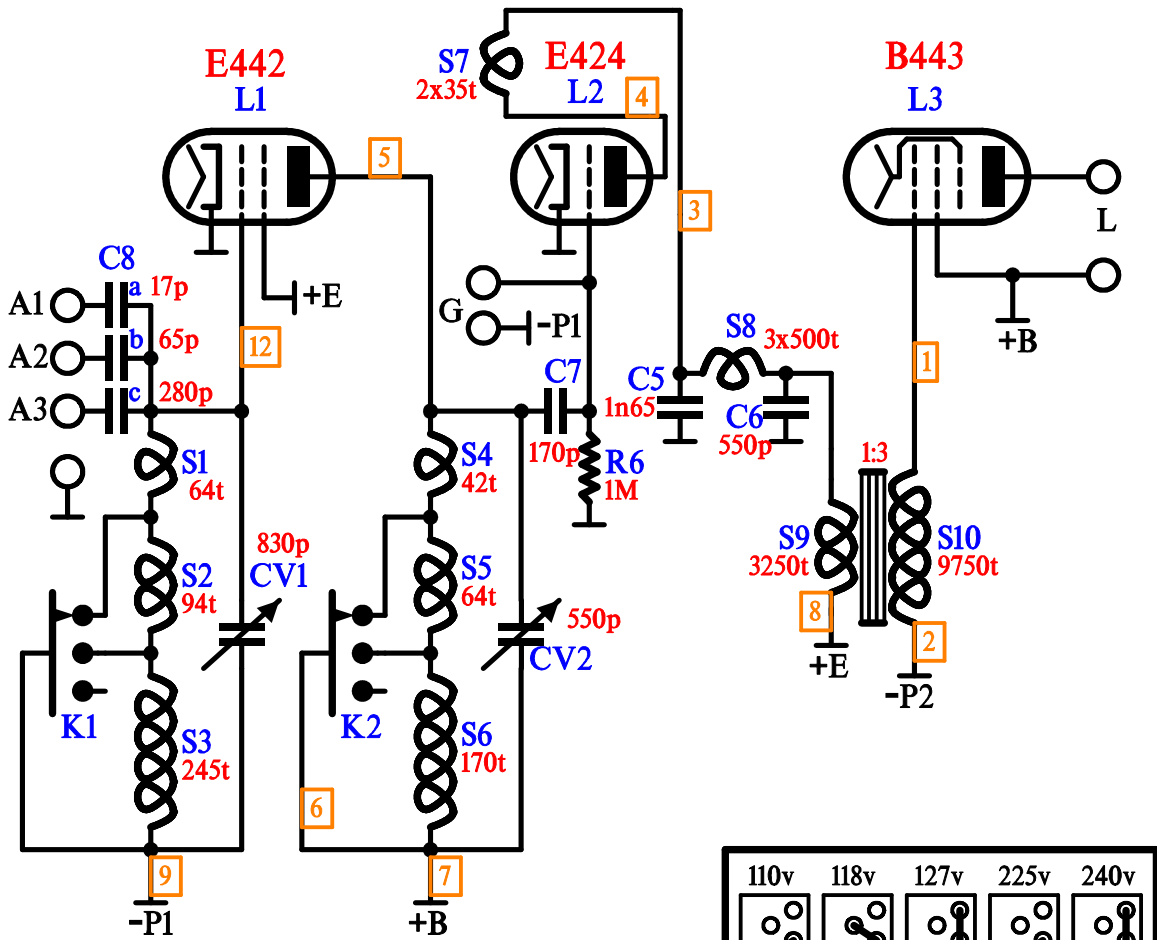 E442
L1
S7
2x35t
E424
L2
4
B443
L3
5
3
L
C8
a 17p
A1
+E
G
-P1
b
65p
A2
12
S8
3x500t
+B
1
C7
C5
1n65
c 280p
A3
C6
550p
170p
S1
64t
S4
42t
R6
1M
1:3
S2
94t
830p
CV1
S5
64t
550p
CV2
S9
3250t
S10
9750t
8
+E
2
-P2
K1
S3
245t
K2
S6
170t
6
9
-P1
7
+B
110v 118v 127v 225v 240v